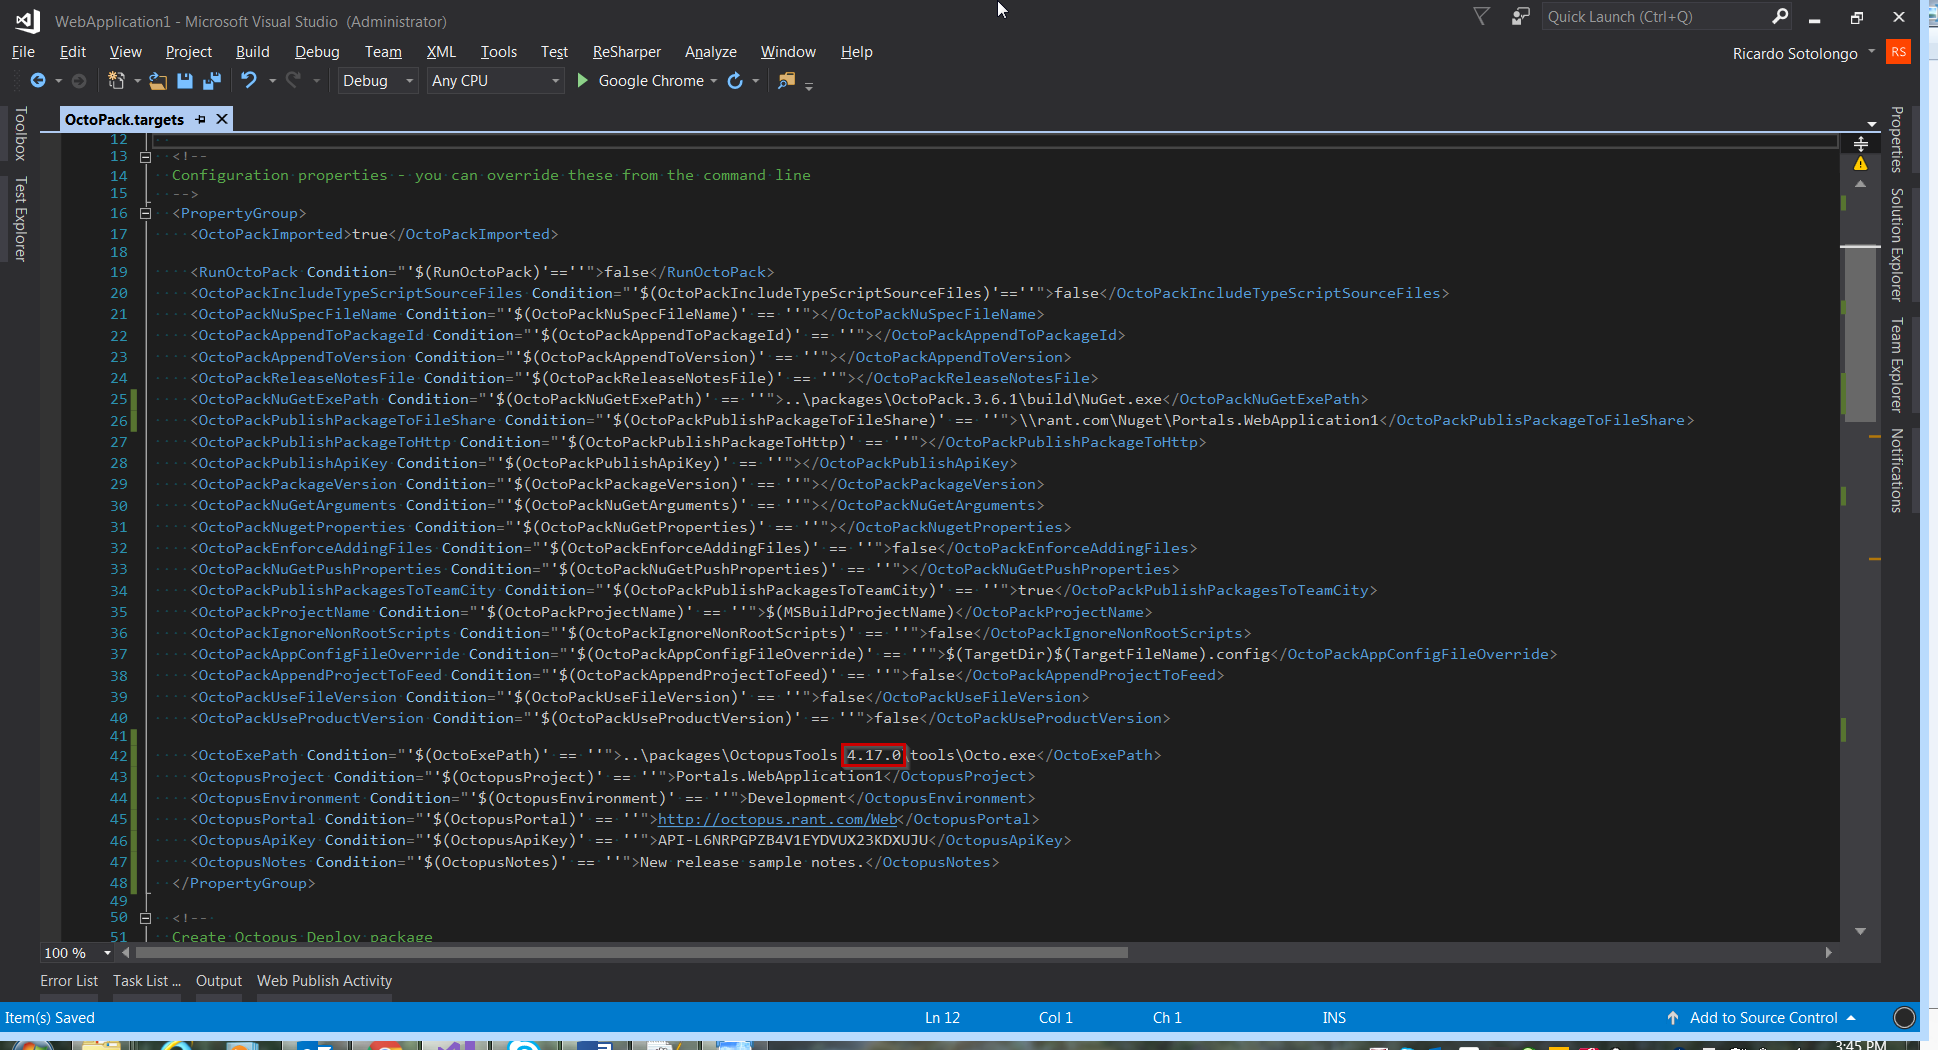 WebApplication1 - Microsoft Visual Studio (Administrator)
Quick Launch (Ctrl+Q)
File Edit View Project Build Debug Team XML Tools Test ReSharper Analyze Window Help
Ricardo Sotolongo RS
Debug Any CPU Google Chrome
OctoPack.targets
Toolbox
Test Explorer
Properties
Solution Explorer
Team Explorer
Notifications
12
13 <!--
14 Configuration properties - you can override these from the command line
15 -->
16 <PropertyGroup>
17 <OctoPackImported>true</OctoPackImported>
18
19 <RunOctoPack Condition="'$(RunOctoPack)'==''">false</RunOctoPack>
20 <OctoPackIncludeTypeScriptSourceFiles Condition="'$(OctoPackIncludeTypeScriptSourceFiles)'==''">false</OctoPackIncludeTypeScriptSourceFiles>
21 <OctoPackNuSpecFileName Condition="'$(OctoPackNuSpecFileName)' == ''"></OctoPackNuSpecFileName>
22 <OctoPackAppendToPackageId Condition="'$(OctoPackAppendToPackageId)' == ''"></OctoPackAppendToPackageId>
23 <OctoPackAppendToVersion Condition="'$(OctoPackAppendToVersion)' == ''"></OctoPackAppendToVersion>
24 <OctoPackReleaseNotesFile Condition="'$(OctoPackReleaseNotesFile)' == ''"></OctoPackReleaseNotesFile>
25 <OctoPackNuGetExePath Condition="'$(OctoPackNuGetExePath)' == ''">..\packages\OctoPack.3.6.1\build\NuGet.exe</OctoPackNuGetExePath>
26 <OctoPackPublishPackageToFileShare Condition="'$(OctoPackPublishPackageToFileShare)' == ''">\\rant.com\Nuget\Portals.WebApplication1</OctoPackPublisPackageToFileShare>
27 <OctoPackPublishPackageToHttp Condition="'$(OctoPackPublishPackageToHttp)' == ''"></OctoPackPublishPackageToHttp>
28 <OctoPackPublishApiKey Condition="'$(OctoPackPublishApiKey)' == ''"></OctoPackPublishApiKey>
29 <OctoPackPackageVersion Condition="'$(OctoPackPackageVersion)' == ''"></OctoPackPackageVersion>
30 <OctoPackNuGetArguments Condition="'$(OctoPackNuGetArguments)' == ''"></OctoPackNuGetArguments>
31 <OctoPackNugetProperties Condition="'$(OctoPackNuGetProperties)' == ''"></OctoPackNugetProperties>
32 <OctoPackEnforceAddingFiles Condition="'$(OctoPackEnforceAddingFiles)' == ''">false</OctoPackEnforceAddingFiles>
33 <OctoPackNuGetPushProperties Condition="'$(OctoPackNuGetPushProperties)' == ''"></OctoPackNuGetPushProperties>
34 <OctoPackPublishPackagesToTeamCity Condition="'$(OctoPackPublishPackagesToTeamCity)' == ''">true</OctoPackPublishPackagesToTeamCity>
35 <OctoPackProjectName Condition="'$(OctoPackProjectName)' == ''">$(MSBuildProjectName)</OctoPackProjectName>
36 <OctoPackIgnoreNonRootScripts Condition="'$(OctoPackIgnoreNonRootScripts)' == ''">false</OctoPackIgnoreNonRootScripts>
37 <OctoPackAppConfigFileOverride Condition="'$(OctoPackAppConfigFileOverride)' == ''">$(TargetDir)$(TargetFileName).config</OctoPackAppConfigFileOverride>
38 <OctoPackAppendProjectToFeed Condition="'$(OctoPackAppendProjectToFeed)' == ''">false</OctoPackAppendProjectToFeed>
39 <OctoPackUseFileVersion Condition="'$(OctoPackUseFileVersion)' == ''">false</OctoPackUseFileVersion>
40 <OctoPackUseProductVersion Condition="'$(OctoPackUseProductVersion)' == ''">false</OctoPackUseProductVersion>
41
42 <OctoExePath Condition="'$(OctoExePath)' == ''">..\packages\OctopusTools 4.17.0\tools\Octo.exe</OctoExePath>
43 <OctopusProject Condition="'$(OctopusProject)' == ''">Portals.WebApplication1</OctopusProject>
44 <OctopusEnvironment Condition="'$(OctopusEnvironment)' == ''">Development</OctopusEnvironment>
45 <OctopusPortal Condition="'$(OctopusPortal)' == ''">http://octopus.rant.com/Web</OctopusPortal>
46 <OctopusApiKey Condition="'$(OctopusApiKey)' == ''">API-L6NRPGPZB4V1EYDVUX23KDXUJU</OctopusApiKey>
47 <OctopusNotes Condition="'$(OctopusNotes)' == ''">New release sample notes.</OctopusNotes>
48 </PropertyGroup>
49
50 <!--
51 Create Octopus Deploy package
100 %
Error List Task List ... Output Web Publish Activity
Item(s) Saved Ln 12 Col 1 Ch 1 INS Add to Source Control
3:45 PM